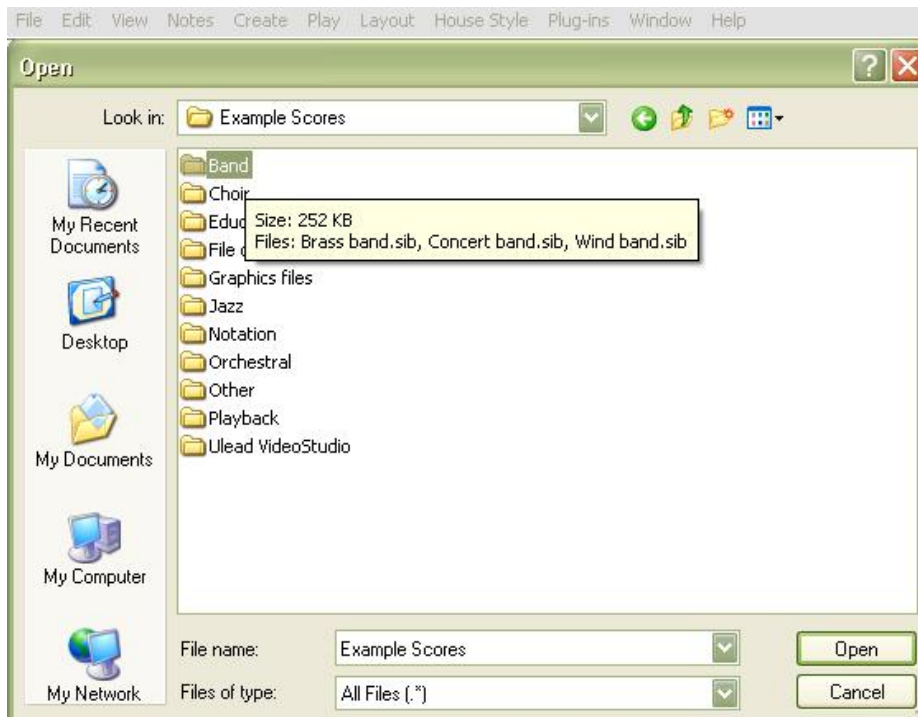 File Edit View Notes Create Play Layout House Style Plug-ins Window Help
Open
Look in: Example Scores
My Recent Documents
Desktop
My Documents
My Computer
My Network
Band
Choir
Size: 252 KB
Files: Brass band.sib, Concert band.sib, Wind band.sib
Graphics files
Jazz
Notation
Orchestral
Other
Playback
Ulead VideoStudio
File name: Example Scores Open
Files of type: All Files (.*) Cancel